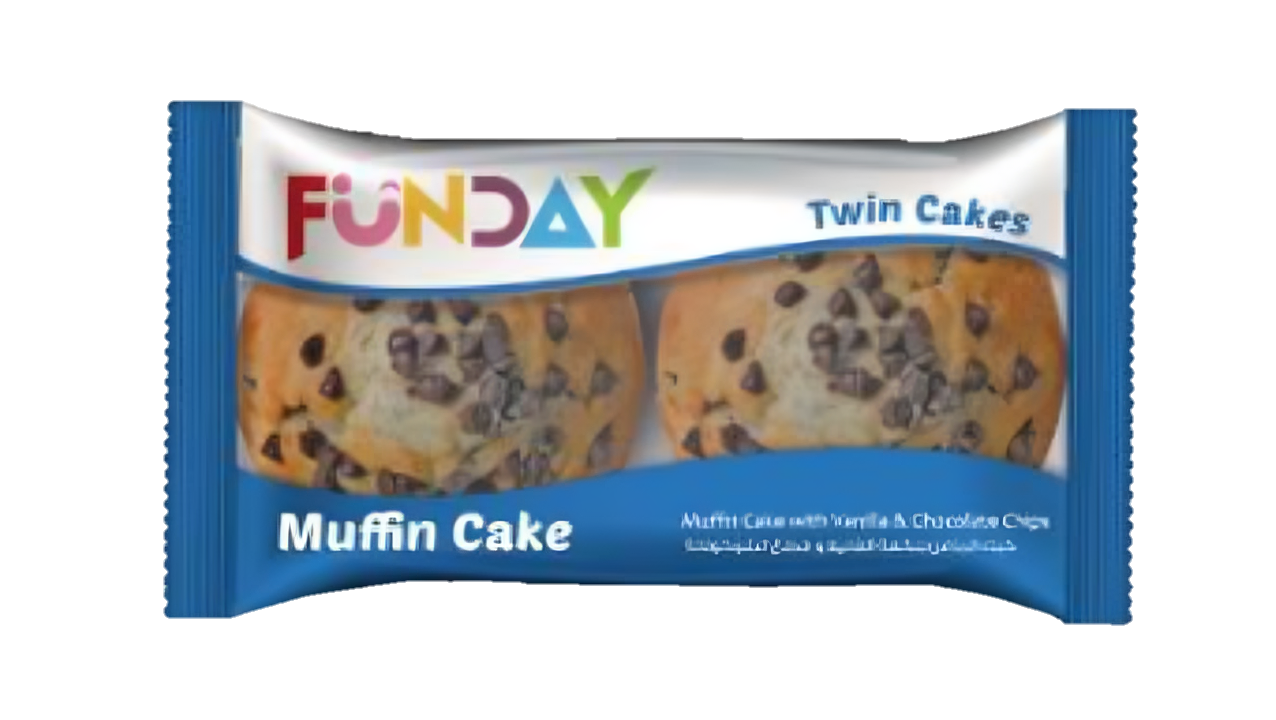 FUNDAY
Twin Cakes
Muffin Cake
Muffin Cake with Vanilla & Chocolate Chips